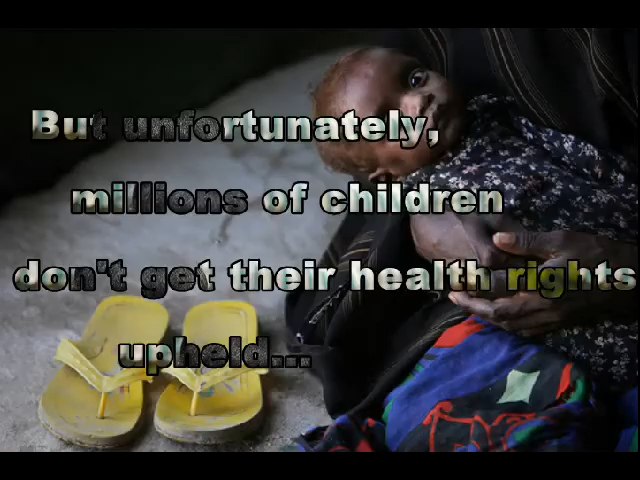 But unfortunately,
millions of children
don't get their health rights
upheld...